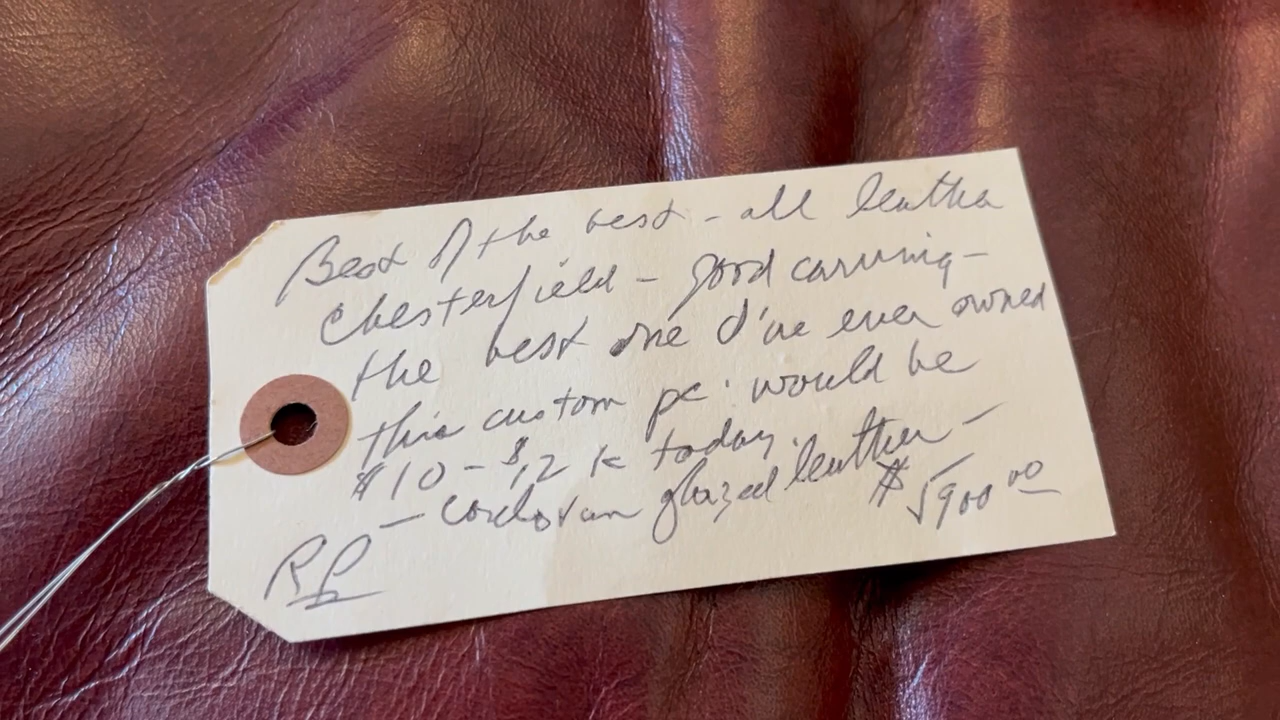 Best of the best - all leather
Chesterfield - good carving -
the best one I've ever owned
this custom pc. would be
$10 - $12 K today.
- cordovan glazed leather -
$5900.00
RP